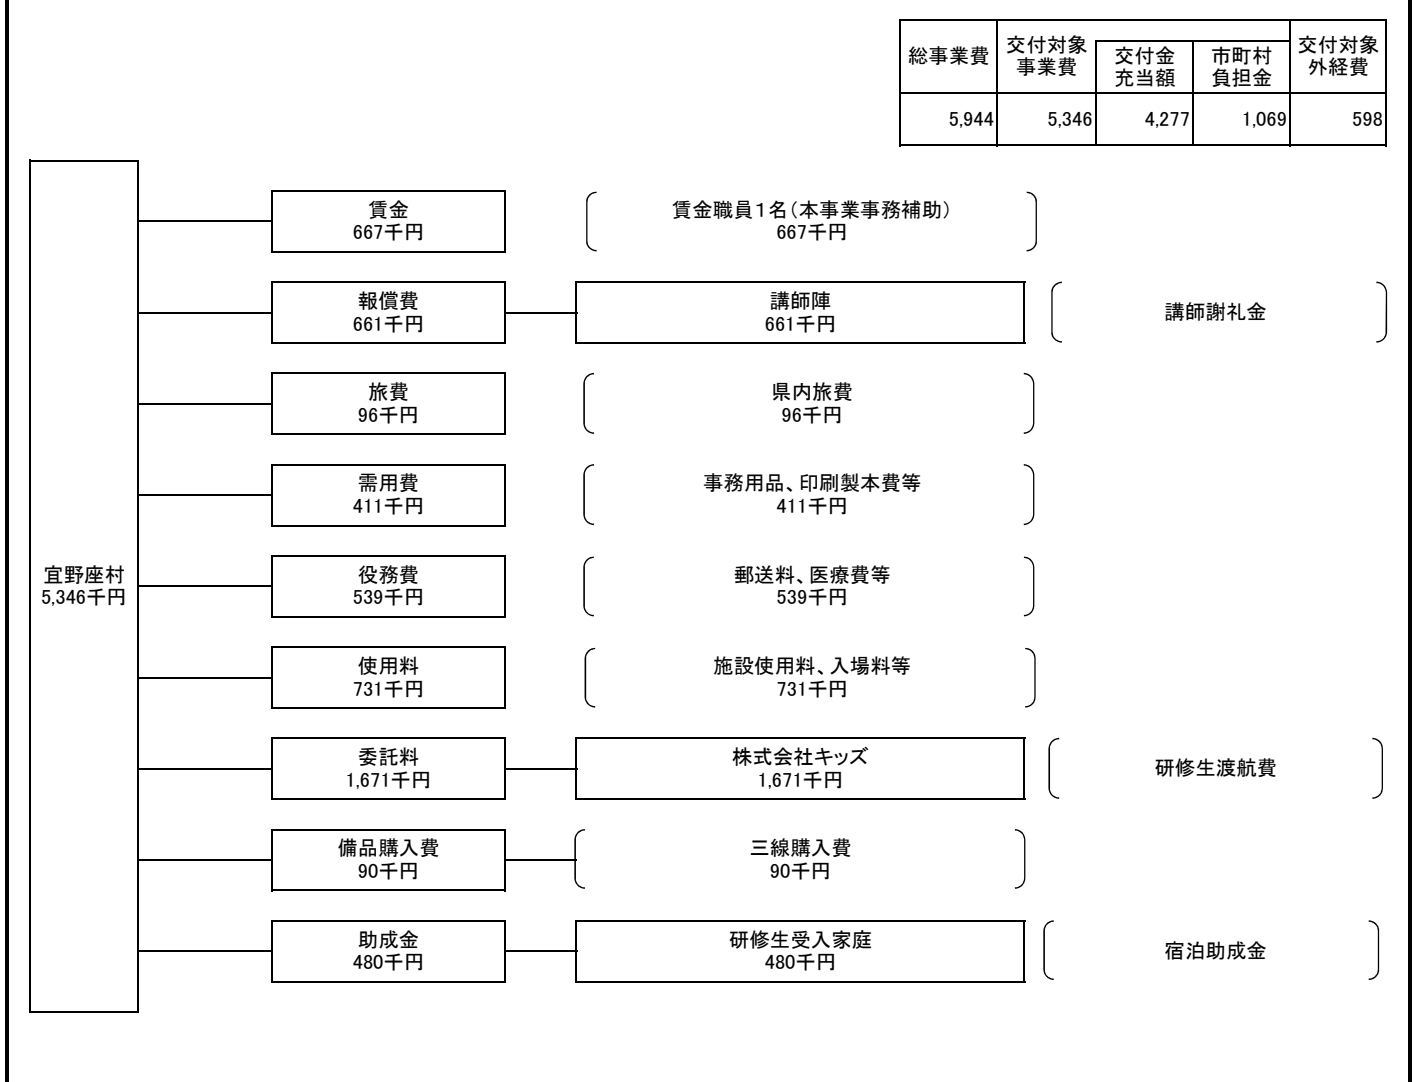 総事業費
交付対象
事業費
交付金
充当額
市町村
負担金
交付対象
外経費
5,944
5,346
4,277
1,069
598
宜野座村
5,346千円
賃金
667千円
賃金職員１名（本事業事務補助）
667千円
報償費
661千円
講師陣
661千円
講師謝礼金
旅費
96千円
県内旅費
96千円
需用費
411千円
事務用品、印刷製本費等
411千円
役務費
539千円
郵送料、医療費等
539千円
使用料
731千円
施設使用料、入場料等
731千円
委託料
1,671千円
株式会社キッズ
1,671千円
研修生渡航費
備品購入費
90千円
三線購入費
90千円
助成金
480千円
研修生受入家庭
480千円
宿泊助成金